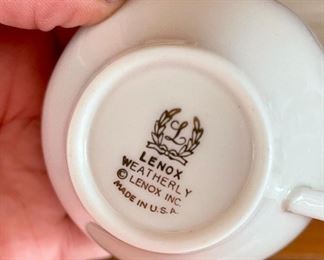 L
LENOX
WEATHERLY
© LENOX INC.
MADE IN U.S.A.